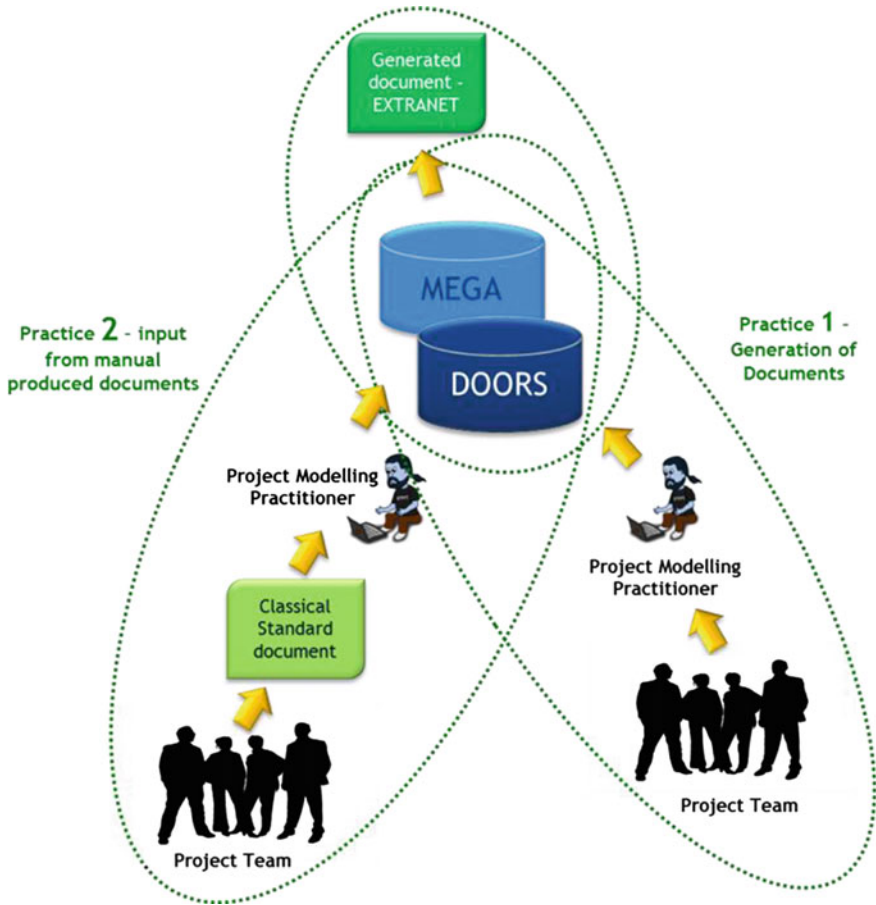 Generated
document -
EXTRANET
MEGA
DOORS
Practice 2 - input
from manual
produced documents
Practice 1 -
Generation of
Documents
Project Modelling
Practitioner
Project Modelling
Practitioner
Classical
Standard
document
Project Team
Project Team